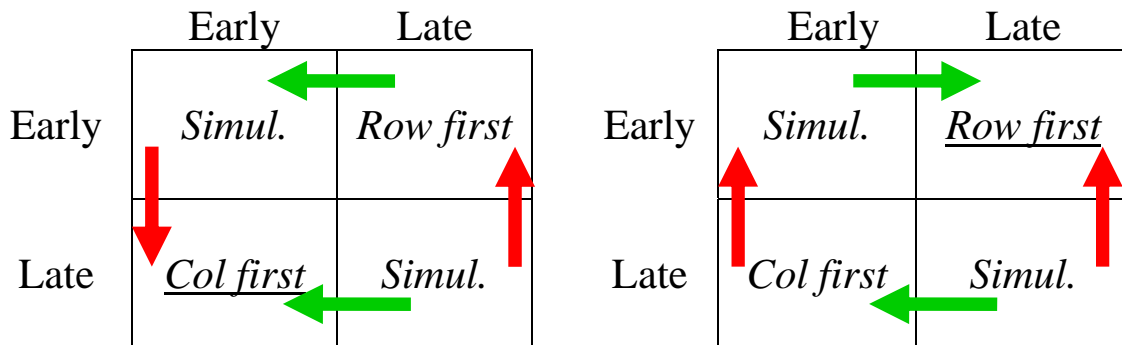 Early Late Early Late
Early Simul. Row first Early Simul. Row first
Late Col first Simul. Late Col first Simul.